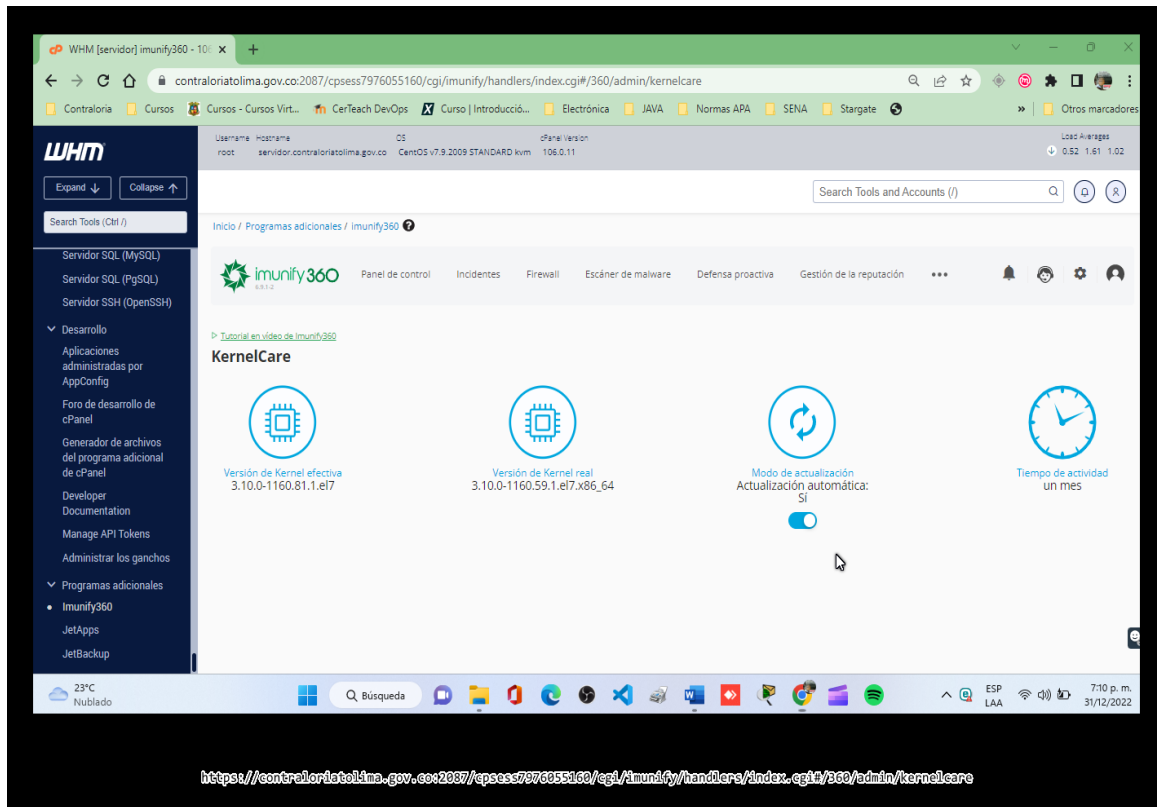 WHM [servidor] imunify360 - 106
contraloriatolima.gov.co:2087/cpsess7976055160/cgi/imunify/handlers/index.cgi#/360/admin/kernelcare
Contraloria Cursos Cursos - Cursos Virt... CerTeach DevOps Curso | Introducció... Electrónica JAVA Normas APA SENA Stargate » Otros marcadores
WHM
Username Hostname OS cPanel Version Load Averages
root servidor.contraloriatolima.gov.co CentOS v7.9.2009 STANDARD kvm 106.0.11 0.52 1.61 1.02
Expand Collapse
Search Tools and Accounts (/)
Search Tools (Ctrl /)
Inicio / Programas adicionales / imunify360
Servidor SQL (MySQL)
Servidor SQL (PgSQL)
Servidor SSH (OpenSSH)
Desarrollo
Aplicaciones
administradas por
AppConfig
Foro de desarrollo de
cPanel
Generador de archivos
del programa adicional
de cPanel
Developer
Documentation
Manage API Tokens
Administrar los ganchos
Programas adicionales
Imunify360
JetApps
JetBackup
imunify360 Panel de control Incidentes Firewall Escáner de malware Defensa proactiva Gestión de la reputación
6.9.1-2
Tutorial en vídeo de Imunify360
KernelCare
Versión de Kernel efectiva
3.10.0-1160.81.1.el7
Versión de Kernel real
3.10.0-1160.59.1.el7.x86_64
Modo de actualización
Actualización automática:
Sí
Tiempo de actividad
un mes
23°C
Nublado
Búsqueda
ESP
LAA
7:10 p. m.
31/12/2022
https://contraloriatolima.gov.co:2087/cpsess7976055160/cgi/imunify/handlers/index.cgi#/360/admin/kernelcare